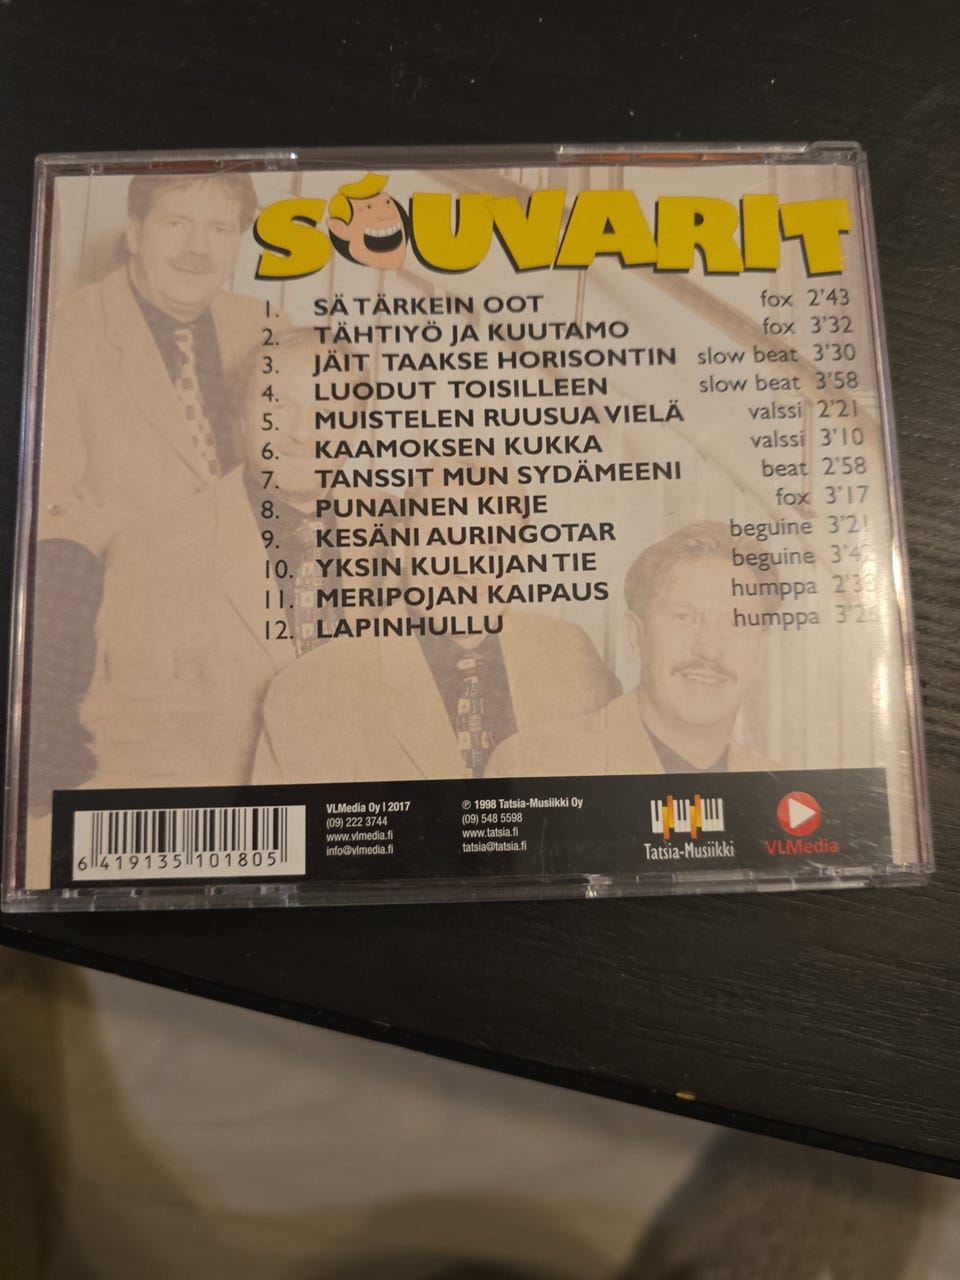 SOUVARIT
1. SÄ TÄRKEIN OOT fox 2'43
2. TÄHTIYÖ JA KUUTAMO fox 3'32
3. JÄIT TAAKSE HORISONTIN slow beat 3'30
4. LUODUT TOISILLEEN slow beat 3'58
5. MUISTELEN RUUSUA VIELÄ valssi 2'21
6. KAAMOKSEN KUKKA valssi 3'10
7. TANSSIT MUN SYDÄMEENI beat 2'58
8. PUNAINEN KIRJE fox 3'17
9. KESÄNI AURINGOTAR beguine 3'21
10. YKSIN KULKIJAN TIE beguine
11. MERIPOJAN KAIPAUS humppa
12. LAPINHULLU humppa
6 419135 101805
VLMedia Oy | 2017
(09) 222 3744
www.vlmedia.fi
info@vlmedia.fi
℗ 1998 Tatsia-Musiikki Oy
(09) 548 5598
www.tatsia.fi
tatsia@tatsia.fi
Tatsia-Musiikki
VLMedia